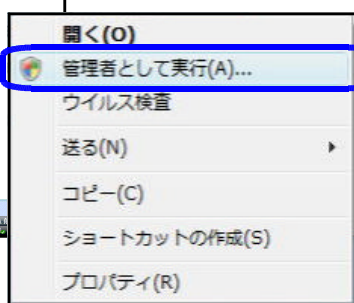 開く(O)
管理者として実行(A)...
ウイルス検査
送る(N)
コピー(C)
ショートカットの作成(S)
プロパティ(R)